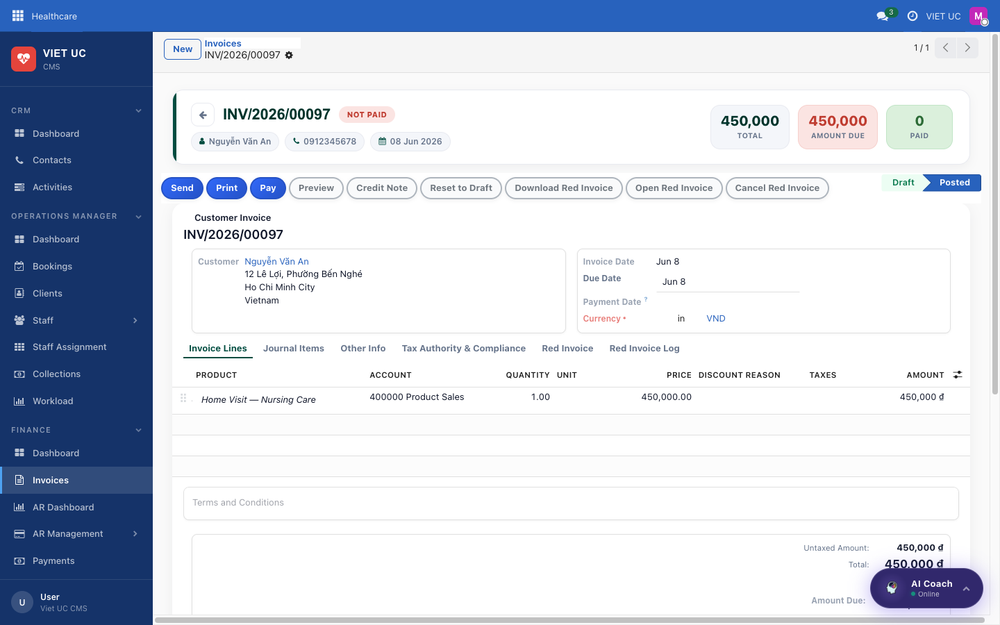 Healthcare
3
VIET UC
M
VIET UC
CMS
CRM
Dashboard
Contacts
Activities
OPERATIONS MANAGER
Dashboard
Bookings
Clients
Staff
Staff Assignment
Collections
Workload
FINANCE
Dashboard
Invoices
AR Dashboard
AR Management
Payments
U
User
Viet UC CMS
New
Invoices
INV/2026/00097
1 / 1
INV/2026/00097
NOT PAID
Nguyễn Văn An
0912345678
08 Jun 2026
450,000
TOTAL
450,000
AMOUNT DUE
0
PAID
Send
Print
Pay
Preview
Credit Note
Reset to Draft
Download Red Invoice
Open Red Invoice
Cancel Red Invoice
Draft
Posted
Customer Invoice
INV/2026/00097
Customer
Nguyễn Văn An
12 Lê Lợi, Phường Bến Nghé
Ho Chi Minh City
Vietnam
Invoice Date Jun 8
Due Date Jun 8
Payment Date ?
Currency • in VND
Invoice Lines
Journal Items
Other Info
Tax Authority & Compliance
Red Invoice
Red Invoice Log
PRODUCT ACCOUNT QUANTITY UNIT PRICE DISCOUNT REASON TAXES AMOUNT
Home Visit — Nursing Care 400000 Product Sales 1.00 450,000.00 450,000 ₫
Terms and Conditions
Untaxed Amount: 450,000 ₫
Total: 450,000 ₫
Amount Due:
AI Coach
Online